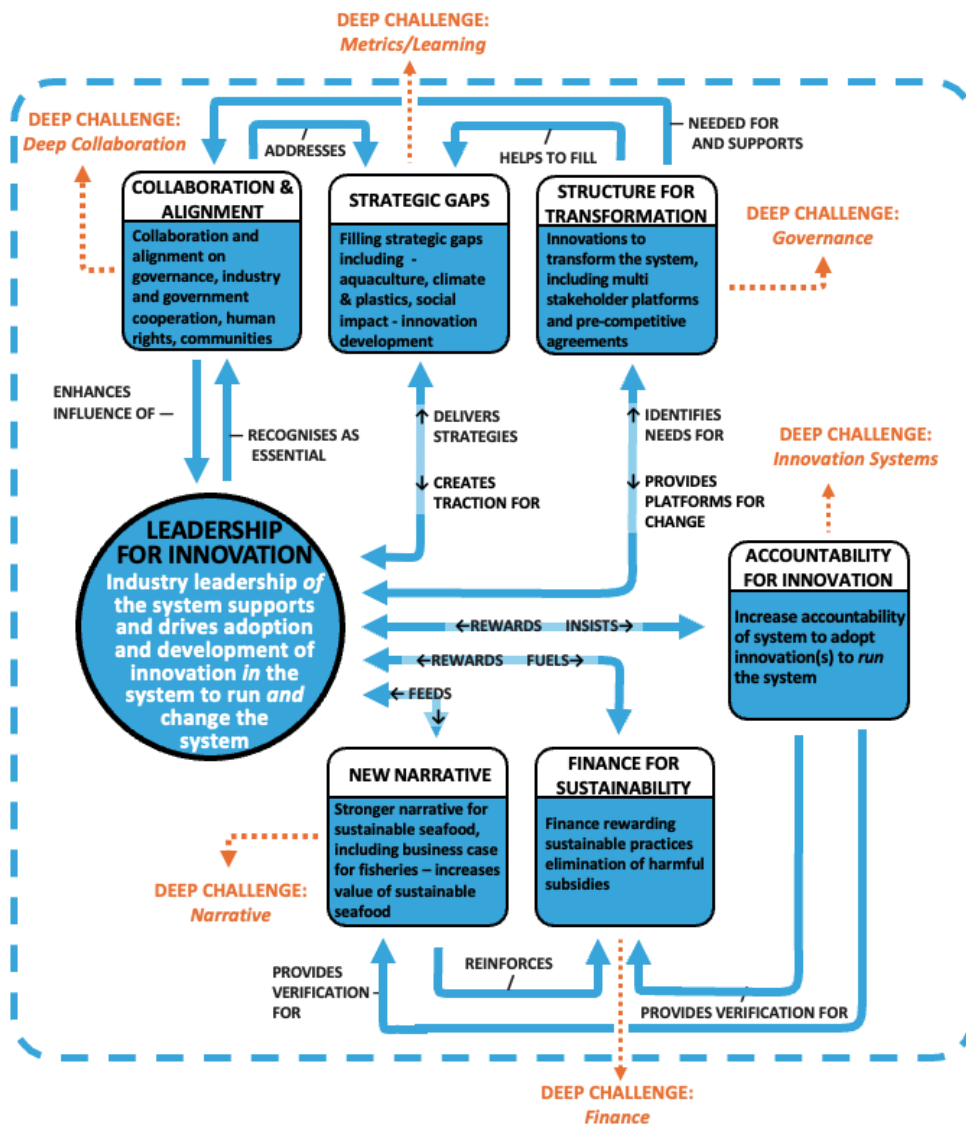 DEEP CHALLENGE:
Metrics/Learning
DEEP CHALLENGE:
Deep Collaboration
ADDRESSES
HELPS TO FILL
NEEDED FOR
AND SUPPORTS
COLLABORATION &
ALIGNMENT
Collaboration and
alignment on
governance, industry
and government
cooperation, human
rights, communities
STRATEGIC GAPS
Filling strategic gaps
including -
aquaculture, climate
& plastics, social
impact - innovation
development
STRUCTURE FOR
TRANSFORMATION
Innovations to
transform the system,
including multi
stakeholder platforms
and pre-competitive
agreements
DEEP CHALLENGE:
Governance
ENHANCES
INFLUENCE OF
RECOGNISES AS
ESSENTIAL
DELIVERS
STRATEGIES
CREATES
TRACTION FOR
IDENTIFIES
NEEDS FOR
PROVIDES
PLATFORMS FOR
CHANGE
DEEP CHALLENGE:
Innovation Systems
LEADERSHIP
FOR INNOVATION
Industry leadership of
the system supports
and drives adoption
and development of
innovation in the
system to run and
change the
system
ACCOUNTABILITY
FOR INNOVATION
Increase accountability
of system to adopt
innovation(s) to run
the system
←REWARDS INSISTS→
←REWARDS FUELS→
← FEEDS
NEW NARRATIVE
Stronger narrative for
sustainable seafood,
including business case
for fisheries – increases
value of sustainable
seafood
FINANCE FOR
SUSTAINABILITY
Finance rewarding
sustainable practices
elimination of harmful
subsidies
DEEP CHALLENGE:
Narrative
PROVIDES
VERIFICATION
FOR
REINFORCES
PROVIDES VERIFICATION FOR
DEEP CHALLENGE:
Finance